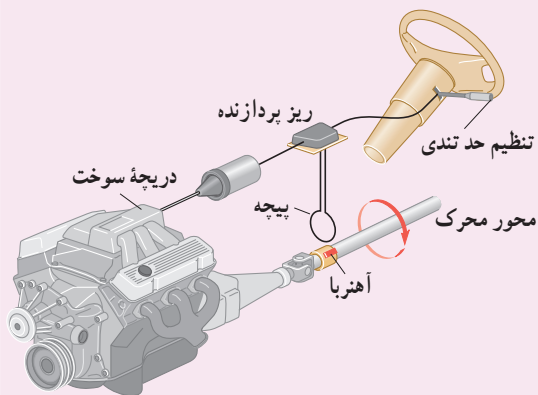 ریز پردازنده
تنظیم حد تندی
دریچهٔ سوخت
پیچه
محور محرک
آهنربا